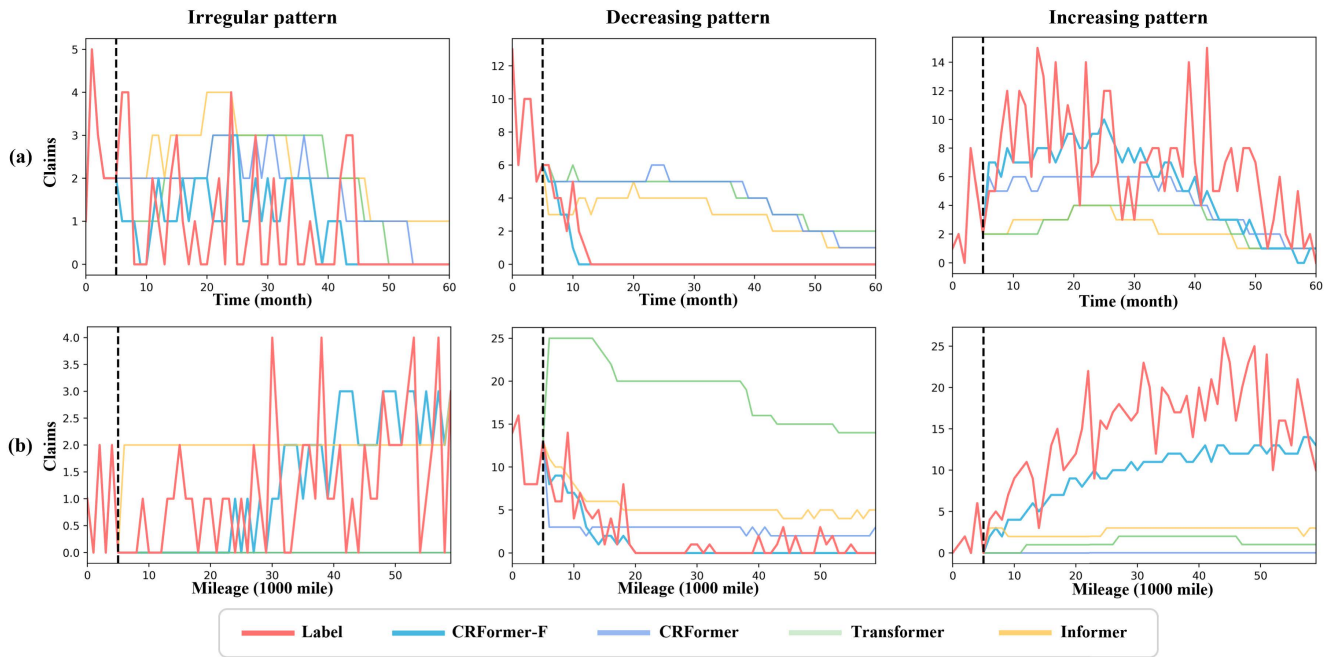 Irregular pattern Decreasing pattern Increasing pattern
(a)
Claims
5
4
3
2
1
0
0 10 20 30 40 50 60
Time (month)
12
10
8
6
4
2
0
0 10 20 30 40 50 60
Time (month)
14
12
10
8
6
4
2
0
0 10 20 30 40 50 60
Time (month)
(b)
Claims
4.0
3.5
3.0
2.5
2.0
1.5
1.0
0.5
0.0
0 10 20 30 40 50
Mileage (1000 mile)
25
20
15
10
5
0
0 10 20 30 40 50
Mileage (1000 mile)
25
20
15
10
5
0
0 10 20 30 40 50
Mileage (1000 mile)
Label CRFormer-F CRFormer Transformer Informer